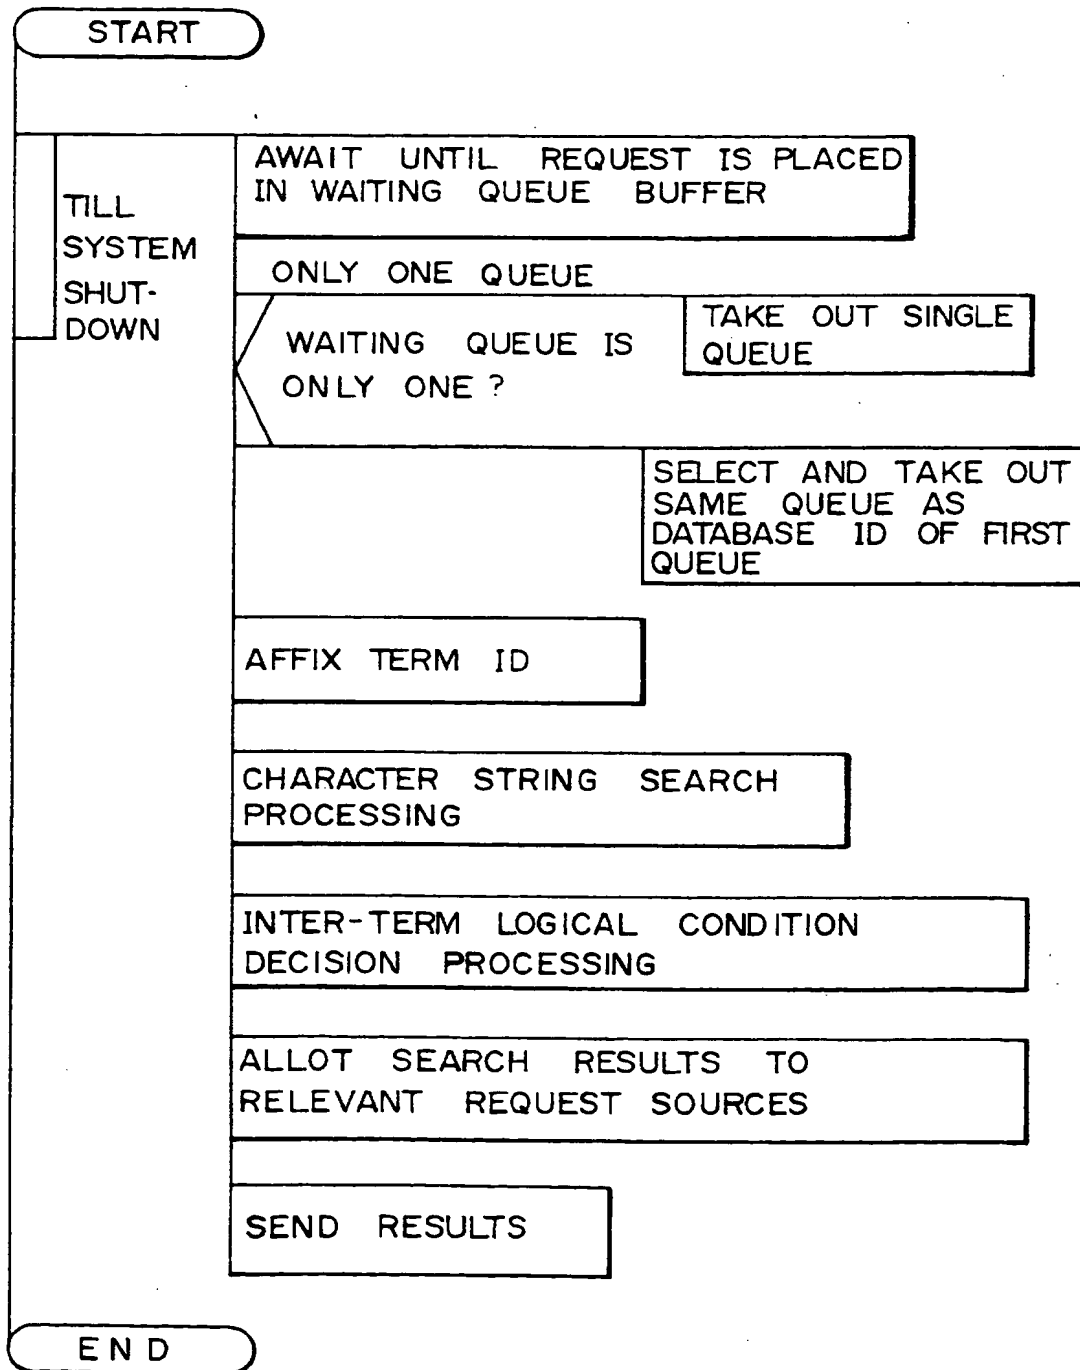 START
TILL
SYSTEM
SHUT-
DOWN
AWAIT UNTIL REQUEST IS PLACED
IN WAITING QUEUE BUFFER
ONLY ONE QUEUE
WAITING QUEUE IS
ONLY ONE ?
TAKE OUT SINGLE
QUEUE
SELECT AND TAKE OUT
SAME QUEUE AS
DATABASE ID OF FIRST
QUEUE
AFFIX TERM ID
CHARACTER STRING SEARCH
PROCESSING
INTER-TERM LOGICAL CONDITION
DECISION PROCESSING
ALLOT SEARCH RESULTS TO
RELEVANT REQUEST SOURCES
SEND RESULTS
END